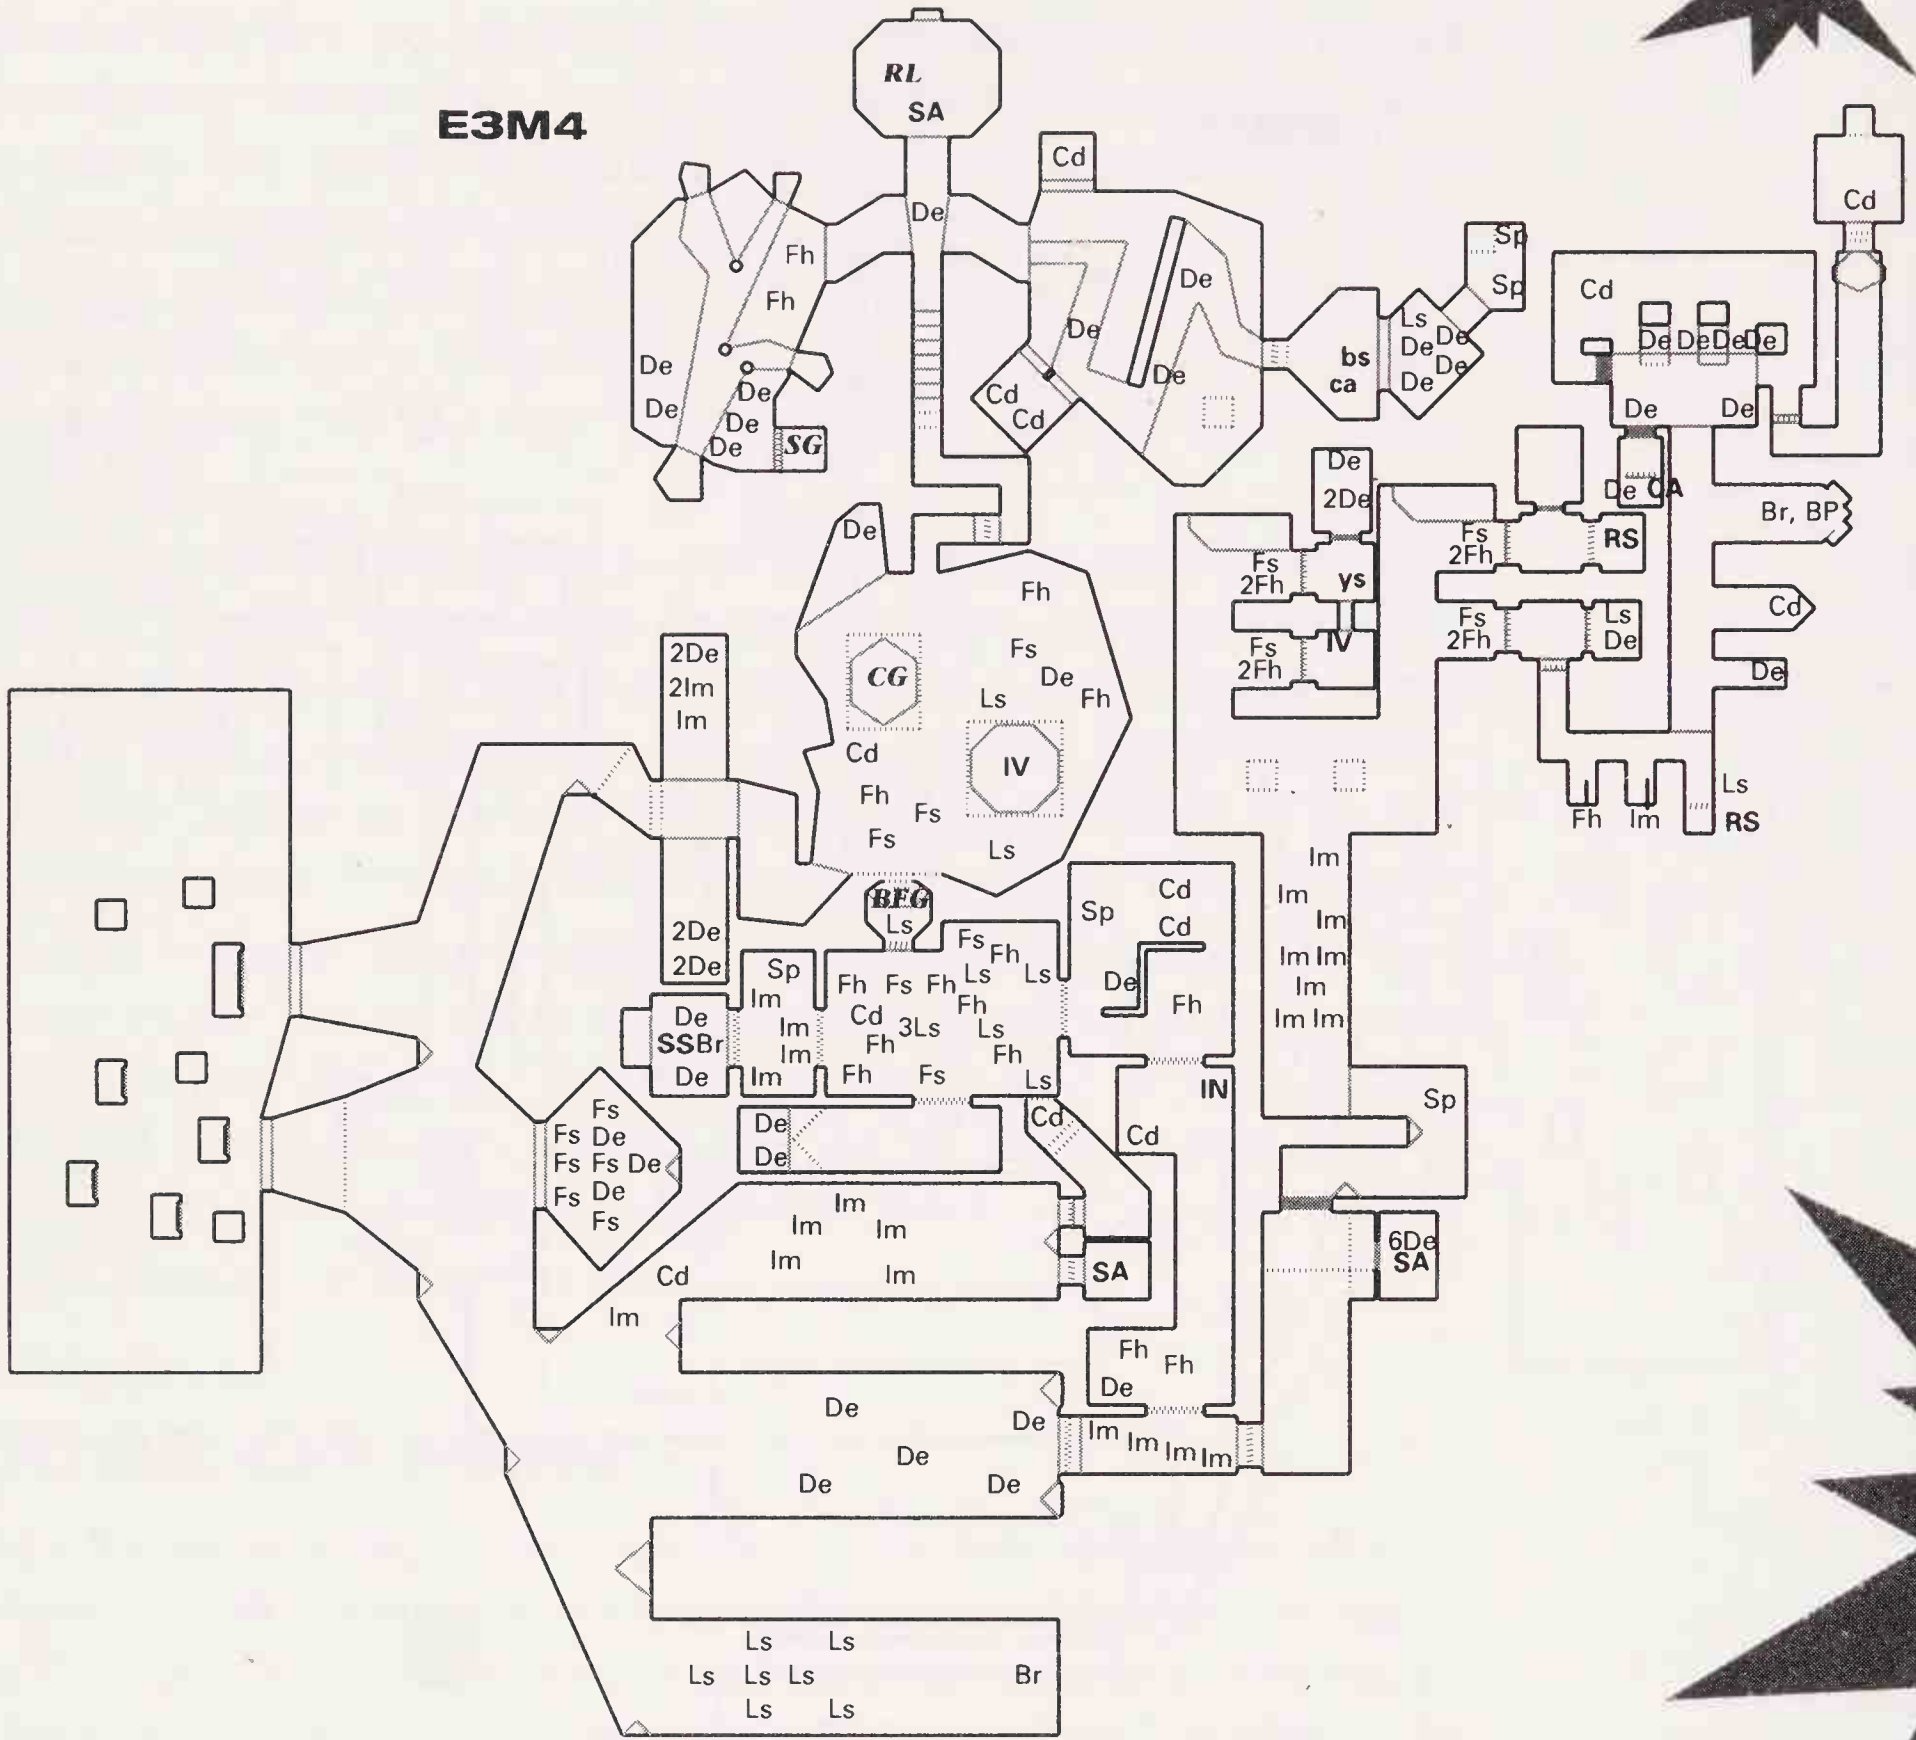 RL
SA
E3M4
Cd
De
Cd
Fh
Sp
De
Sp
Cd
Fh
Ls
De
De
De
De
De
De
De
De
bs
De
De
De
De
ca
De
De
Cd
De
De
De
De
Cd
De
De
SG
De
2De
De
CA
Br, BP
De
Fs
2Fh
RS
Fs
2Fh
ys
Fh
Cd
Fs
2Fh
Ls
De
Fs
2Fh
IV
Fs
De
2De
2Im
Im
CG
Ls
Fh
De
Cd
IV
Fh
Fs
Fs
Ls
Ls
Fh
Im
RS
Im
BFG
Ls
Cd
Im
Sp
Cd
Im
2De
2De
Fs
Fh
Ls
Ls
Im Im
Sp
Im
Fh
Fs
Fh
Fh
De
Im
Fh
Im Im
De
SSBr
De
Im
Im
Im
Cd
Fh
3Ls
Ls
Fh
Fh
Fs
Ls
IN
Sp
Fs
Fs De
Fs Fs De
Fs De
Fs
De
De
Cd
Cd
Im
Im
Im
Im
Im
Cd
Im
SA
6De
SA
Fh
Fh
De
De
De
De
De
De
Im
Im
Im
Im
Ls
Ls
Ls
Ls
Ls
Br
Ls
Ls